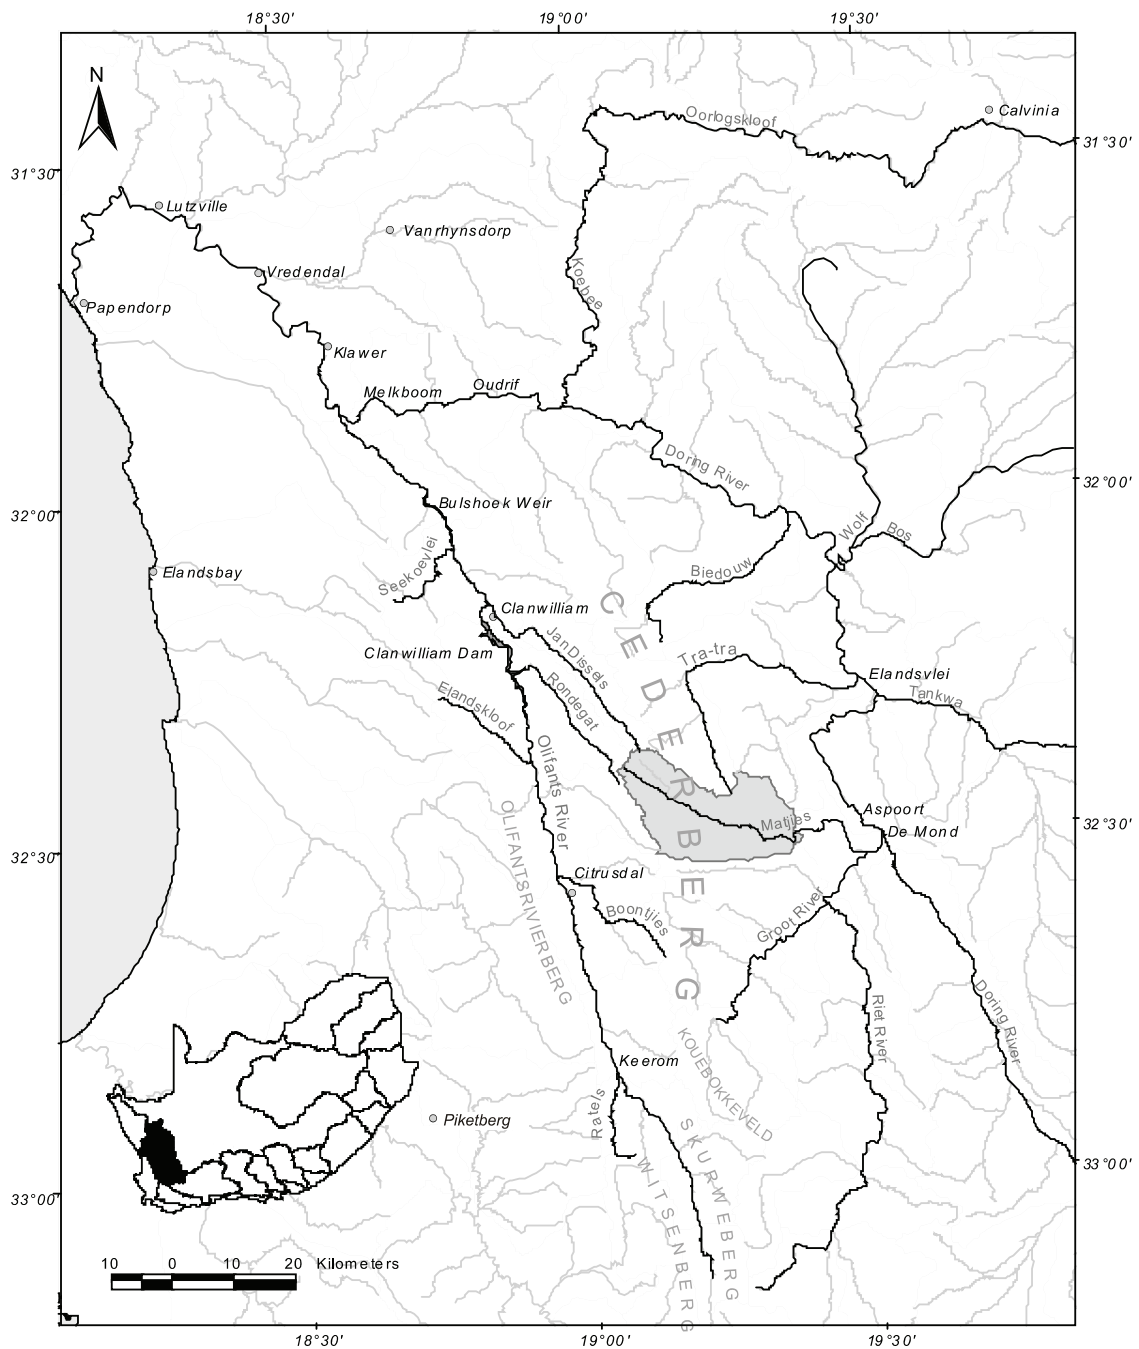 18°30'
19°00'
19°30'
N
Calvinia
Oorlogskloof
31°30'
31°30'
Lutzville
Vanrhynsdorp
Koebee
Vredendal
Papendorp
Klawer
Melkboom
Oudrif
Doring River
32°00'
32°00'
Bulshoek Weir
Wolf
Bos
Seekoevlei
Elandsbay
Biedouw
Clanwilliam
CEDERBERG
Jan Dissels
Clanwilliam Dam
Tra-tra
Elandsvlei
Rondegat
Tankwa
Elandskloof
Olifants River
OLIFANTSRIVIERBERG
Matjies
Aspoort
De Mond
32°30'
32°30'
Citrusdal
Boontjies
Groot River
Riet River
Doring River
KOUEBOKKEVELD
Keerom
Ratels
Piketberg
SKURWEBERG
WITSENBERG
33°00'
33°00'
10 0 10 20 Kilometers
18°30'
19°00'
19°30'